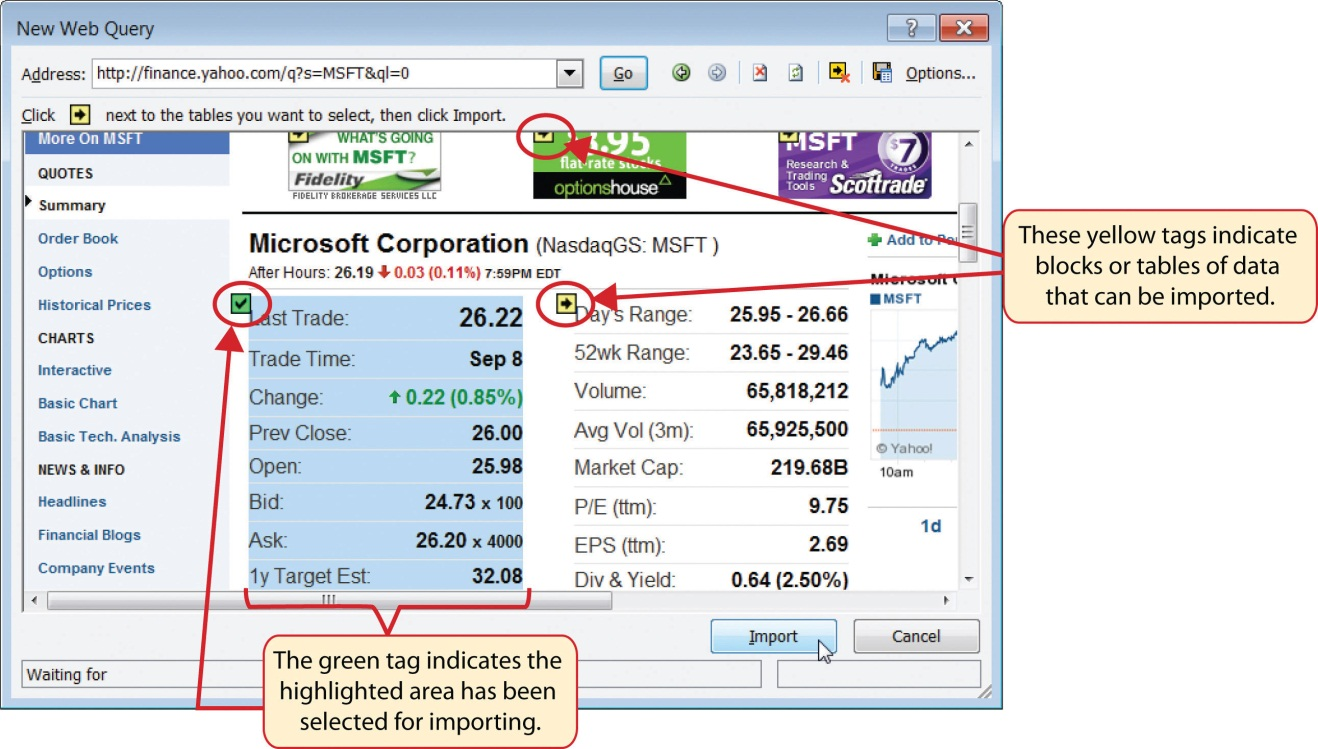 New Web Query
?
Address: http://finance.yahoo.com/q?s=MSFT&ql=0 Go Options...
Click next to the tables you want to select, then click Import.
More On MSFT
QUOTES
Summary
Order Book
Options
Historical Prices
CHARTS
Interactive
Basic Chart
Basic Tech. Analysis
NEWS & INFO
Headlines
Financial Blogs
Company Events
WHAT'S GOING
ON WITH MSFT?
Fidelity
FIDELITY BROKERAGE SERVICES LLC
.95
flat-rate stocks
optionshouse
MSFT
Research &
Trading
Tools
$7
TRADES
Scottrade
Microsoft Corporation (NasdaqGS: MSFT )
After Hours: 26.19 0.03 (0.11%) 7:59PM EDT
Last Trade: 26.22
Trade Time: Sep 8
Change: 0.22 (0.85%)
Prev Close: 26.00
Open: 25.98
Bid: 24.73 x 100
Ask: 26.20 x 4000
1y Target Est: 32.08
Day's Range: 25.95 - 26.66
52wk Range: 23.65 - 29.46
Volume: 65,818,212
Avg Vol (3m): 65,925,500
Market Cap: 219.68B
P/E (ttm): 9.75
EPS (ttm): 2.69
Div & Yield: 0.64 (2.50%)
Add to Po
Microsoft
MSFT
© Yahoo!
10am
1d
Import
Cancel
Waiting for
These yellow tags indicate
blocks or tables of data
that can be imported.
The green tag indicates the
highlighted area has been
selected for importing.